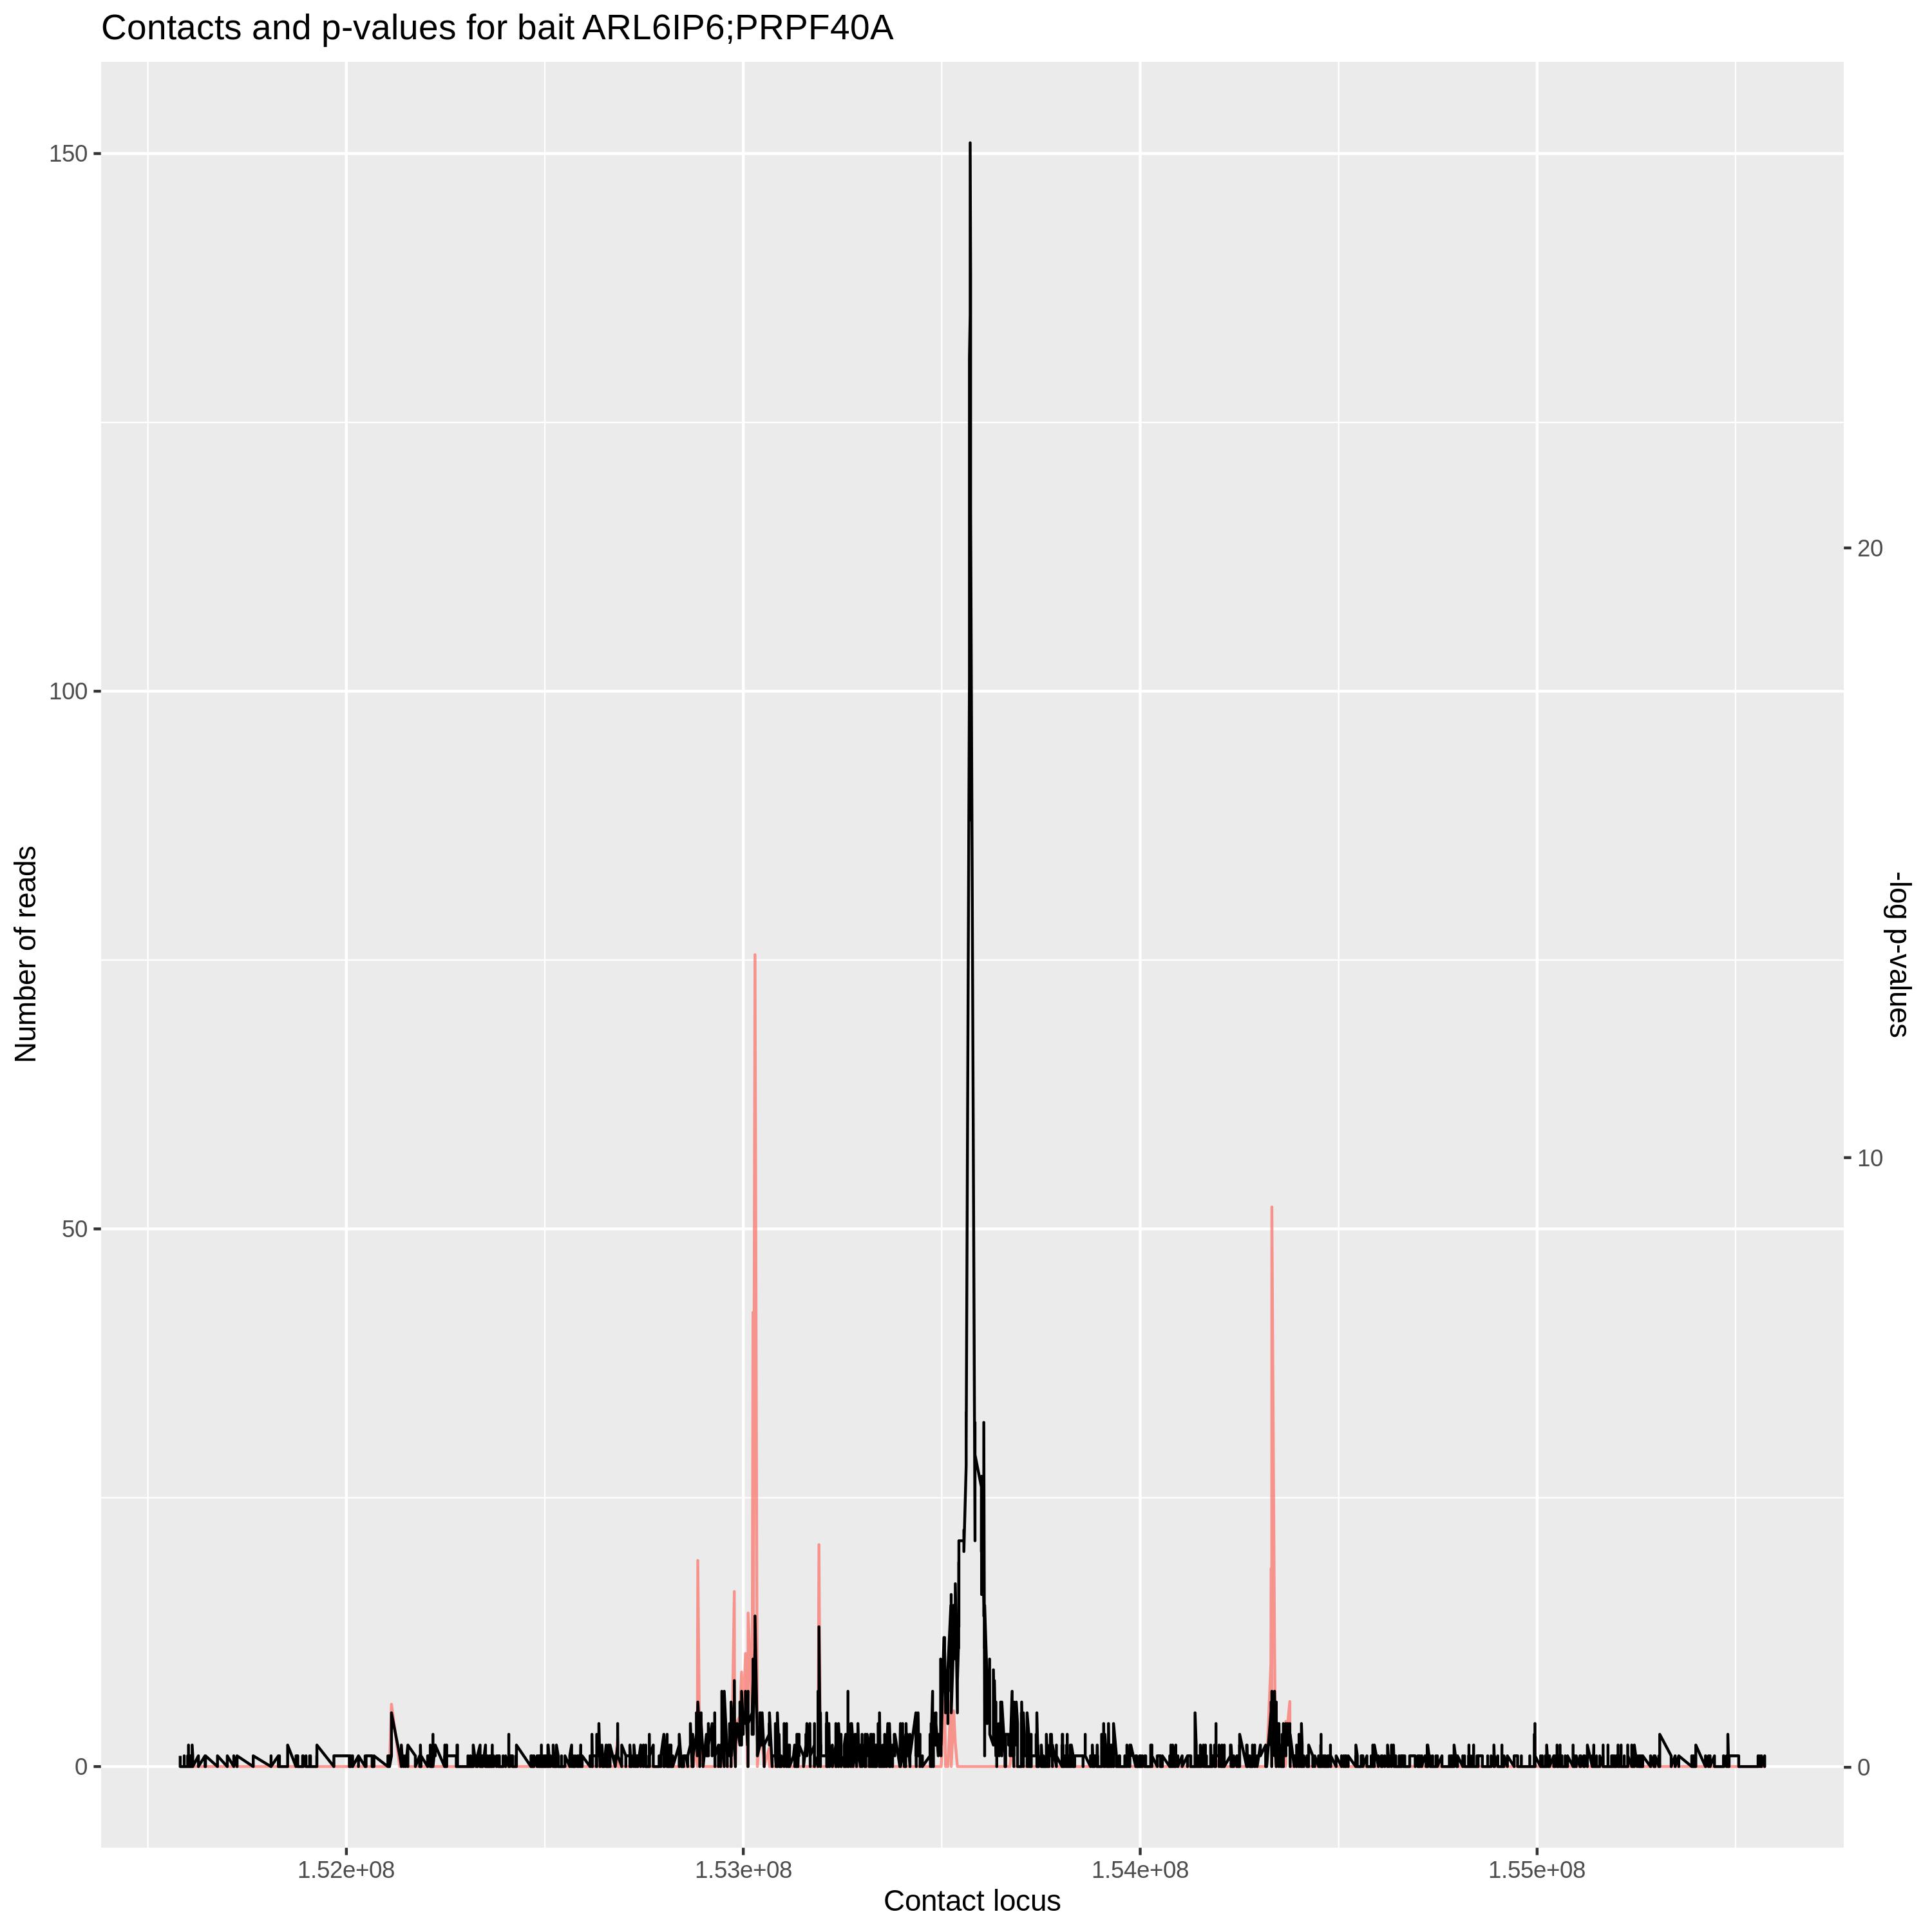 Contacts and p-values for bait ARL6IP6;PRPF40A
150
100
50
0
Number of reads
20
10
0
-log p-values
1.52e+08 1.53e+08 1.54e+08 1.55e+08
Contact locus